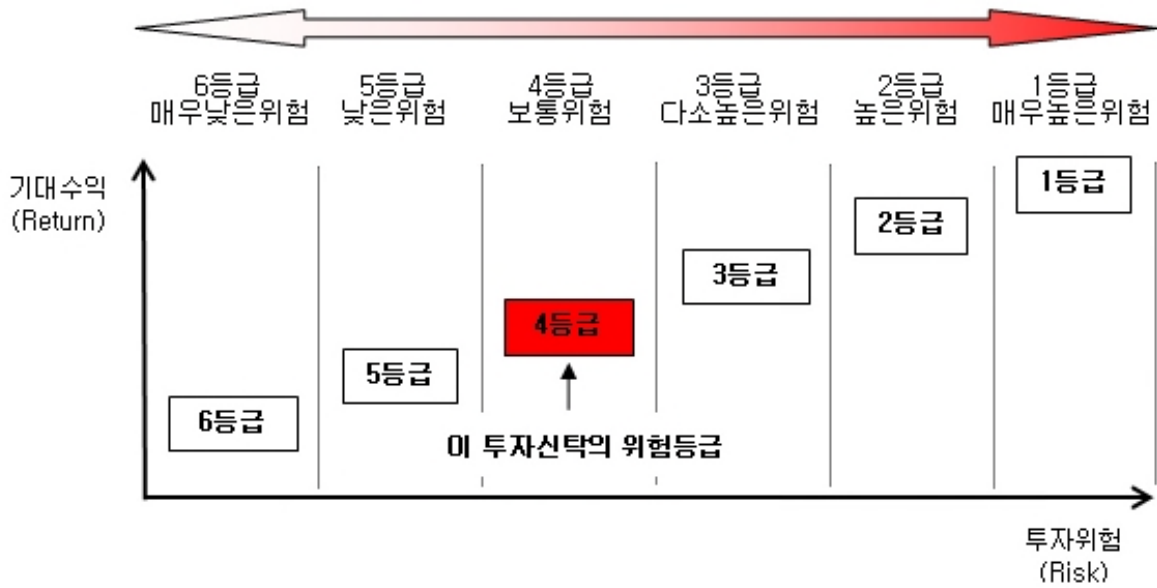 6등급 5등급 4등급 3등급 2등급 1등급
매우낮은위험 낮은위험 보통위험 다소높은위험 높은위험 매우높은위험
기대수익
(Return)
1등급
2등급
3등급
4등급
5등급
6등급
이 투자신탁의 위험등급
투자위험
(Risk)